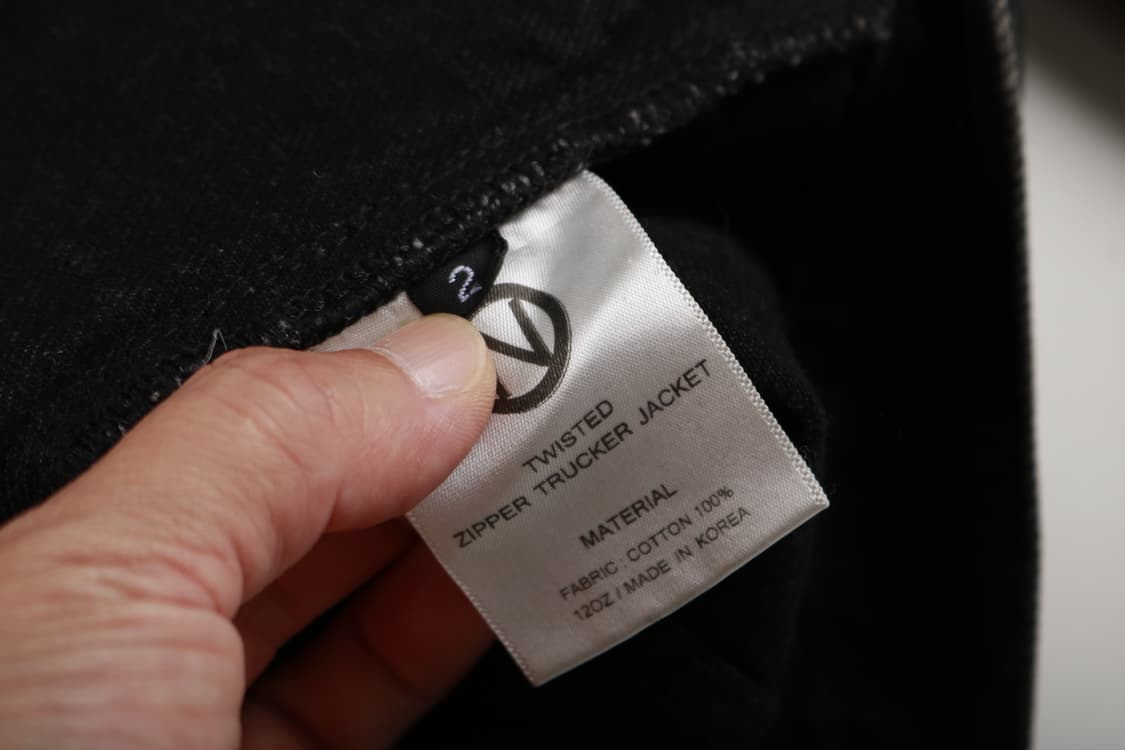 2
TWISTED
ZIPPER TRUCKER JACKET
MATERIAL
FABRIC : COTTON 100%
12OZ / MADE IN KOREA